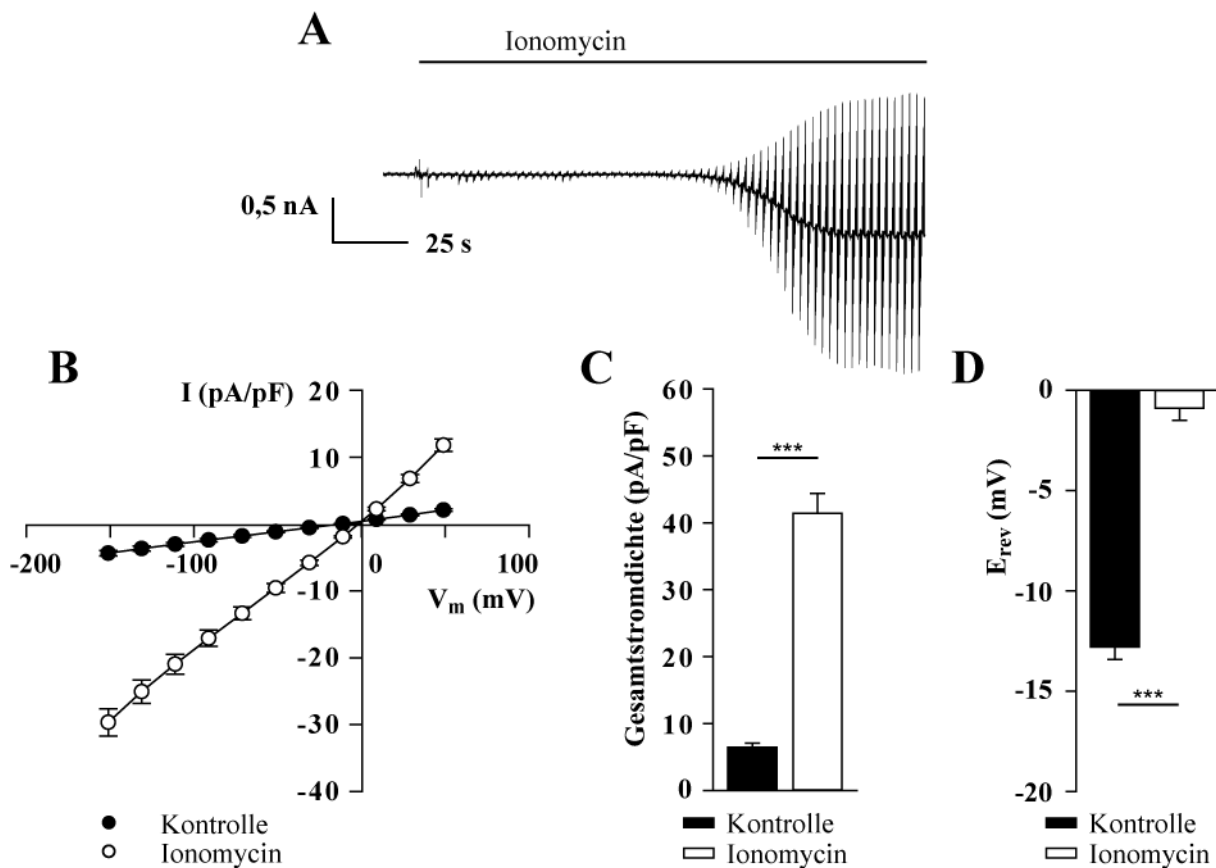 A
Ionomycin
0,5 nA
25 s
B
I (pA/pF)
20
10
-200
-100
0
100
V_m (mV)
-10
-20
-30
-40
Kontrolle
Ionomycin
C
Gesamtstromdichte (pA/pF)
60
50
40
30
20
10
0
***
Kontrolle
Ionomycin
D
E_rev (mV)
0
-5
-10
-15
-20
***
Kontrolle
Ionomycin